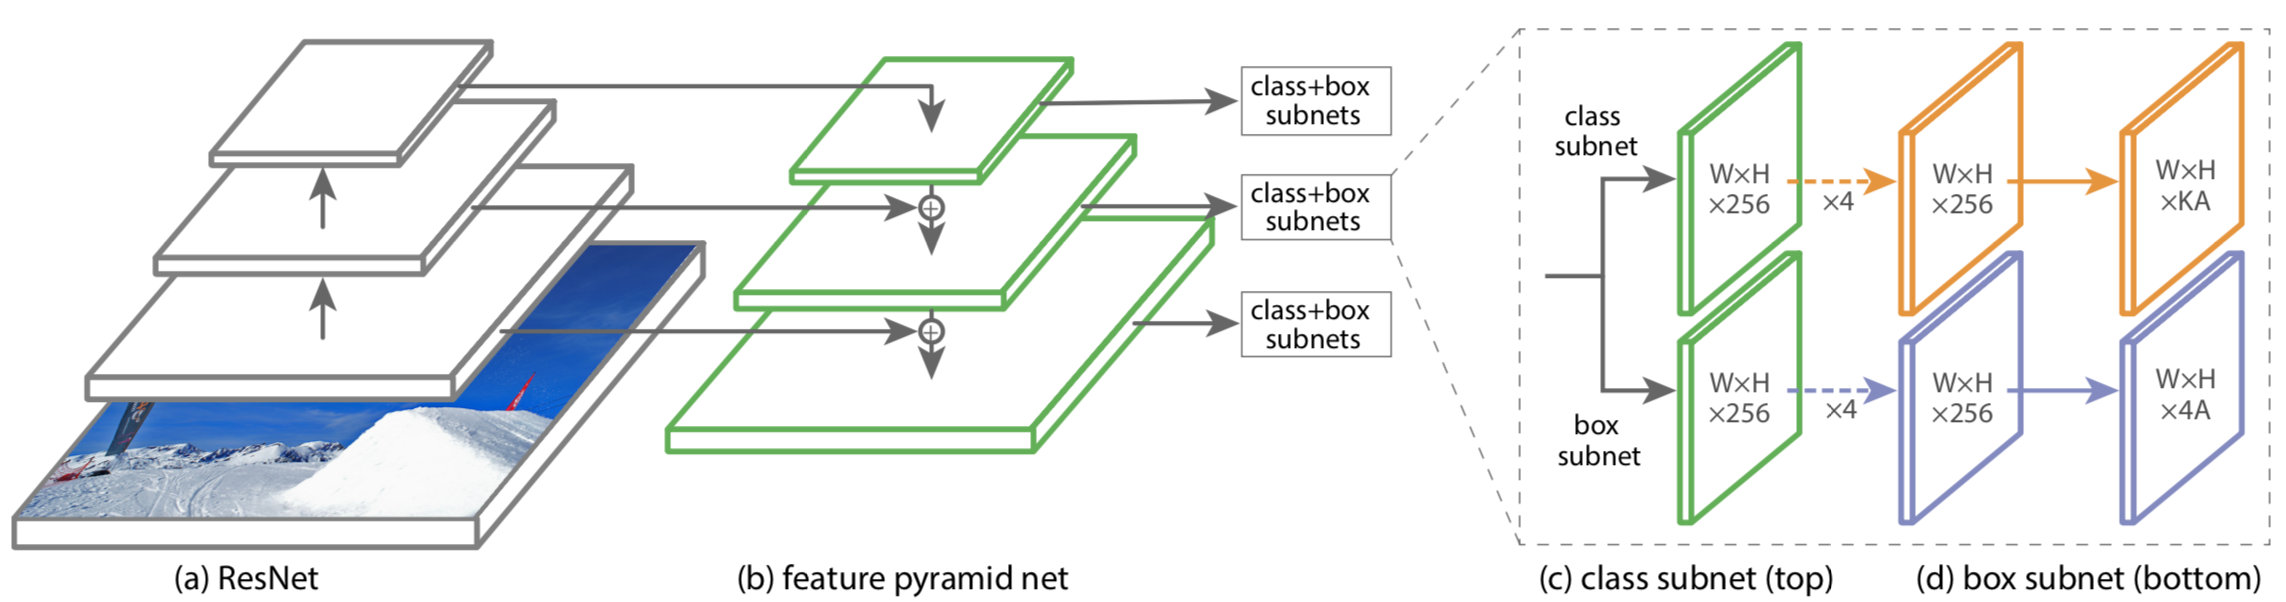 class+box
subnets
class+box
subnets
class+box
subnets
class
subnet
W×H
×256
×4
W×H
×256
W×H
×KA
box
subnet
W×H
×256
×4
W×H
×256
W×H
×4A
(a) ResNet
(b) feature pyramid net
(c) class subnet (top)
(d) box subnet (bottom)